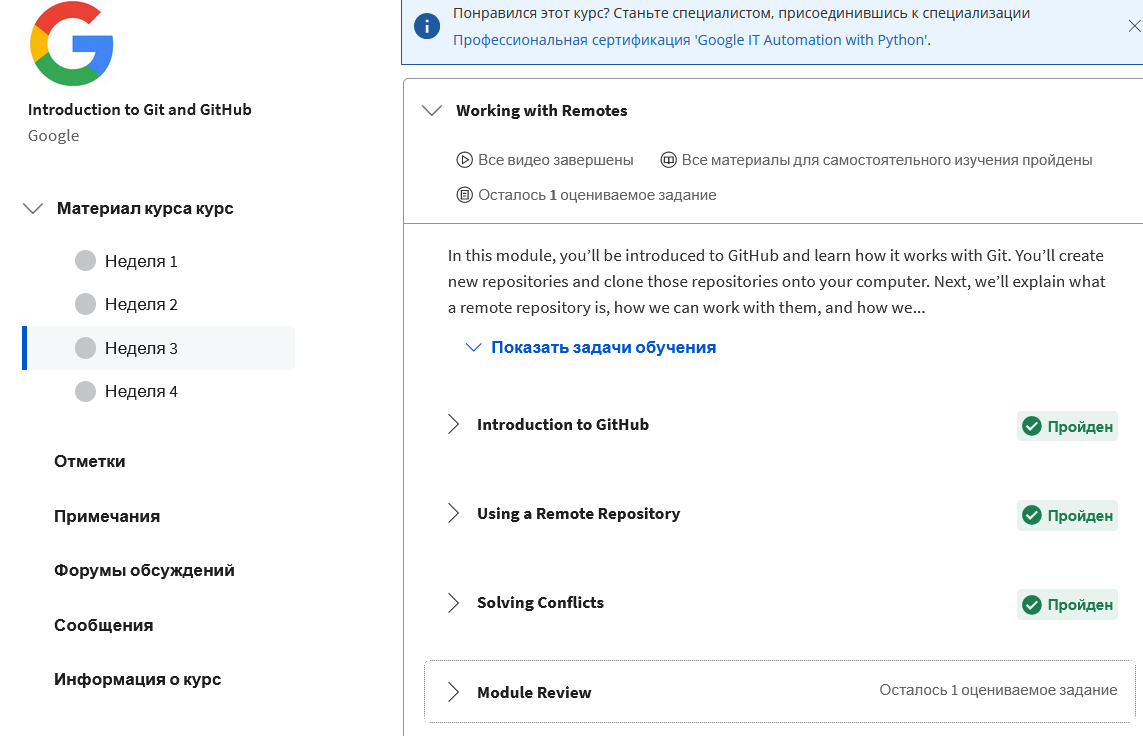 Introduction to Git and GitHub
Google
Материал курса курс
Неделя 1
Неделя 2
Неделя 3
Неделя 4
Отметки
Примечания
Форумы обсуждений
Сообщения
Информация о курс
Понравился этот курс? Станьте специалистом, присоединившись к специализации
Профессиональная сертификация 'Google IT Automation with Python'.
Working with Remotes
Все видео завершены
Все материалы для самостоятельного изучения пройдены
Осталось 1 оцениваемое задание
In this module, you’ll be introduced to GitHub and learn how it works with Git. You’ll create
new repositories and clone those repositories onto your computer. Next, we’ll explain what
a remote repository is, how we can work with them, and how we...
Показать задачи обучения
Introduction to GitHub
Пройден
Using a Remote Repository
Пройден
Solving Conflicts
Пройден
Module Review
Осталось 1 оцениваемое задание